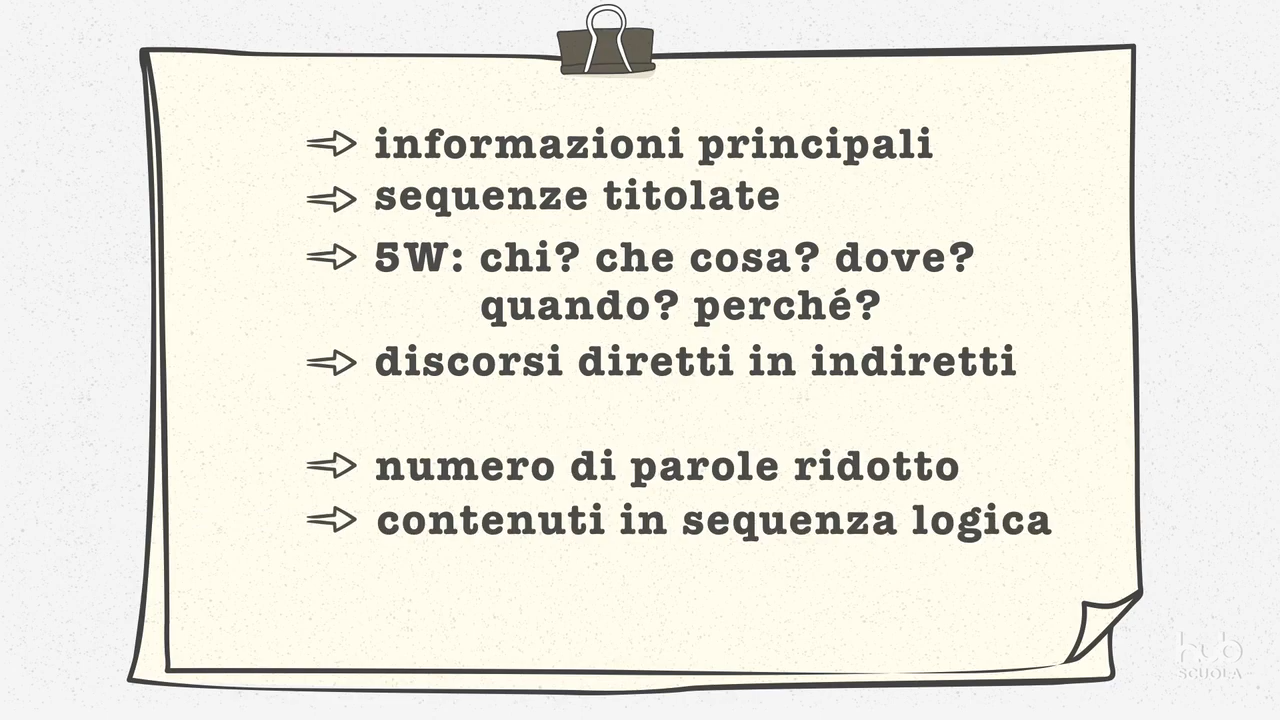 informazioni principali
sequenze titolate
5W: chi? che cosa? dove?
quando? perché?
discorsi diretti in indiretti
numero di parole ridotto
contenuti in sequenza logica
hub
SCUOLA